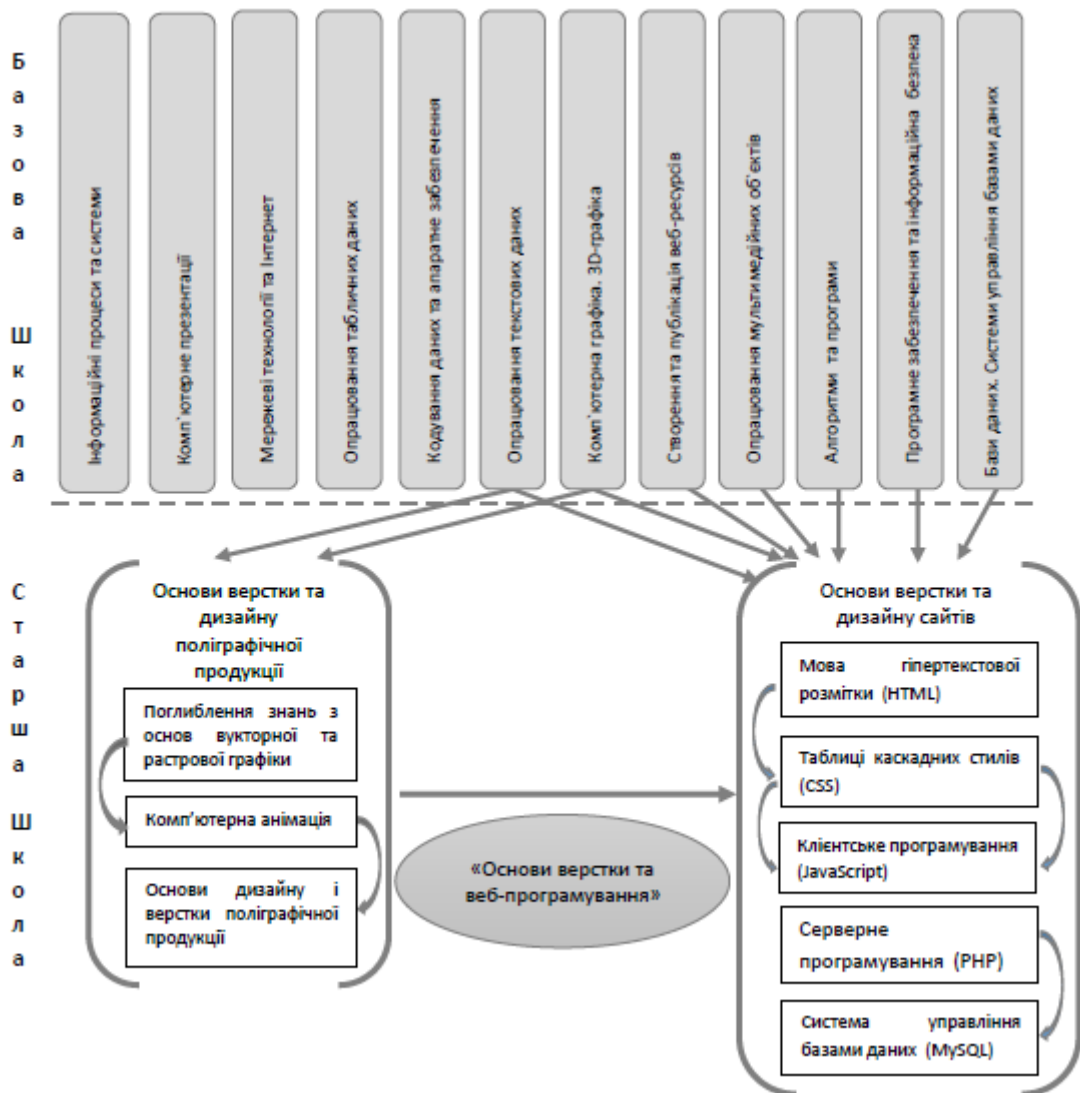 Базова Школа
Інформаційні процеси та системи
Комп`ютерне презентації
Мережеві технології та Інтернет
Опрацювання табличних даних
Кодування даних та апаратне забезпечення
Опрацювання текстових даних
Комп`ютерна графіка. 3D-графіка
Створення та публікація веб-ресурсів
Опрацювання мультимедійних об`єктів
Алгоритми та програми
Програмне забезпечення та інформаційна безпека
Бази даних. Системи управління базами даних
Старша Школа
Основи верстки та
дизайну
поліграфічної
продукції
Поглиблення знань з
основ вукторної та
растрової графіки
Комп’ютерна анімація
Основи дизайну і
верстки поліграфічної
продукції
«Основи верстки та
веб-програмування»
Основи верстки та
дизайну сайтів
Мова гіпертекстової
розмітки (HTML)
Таблиці каскадних стилів
(CSS)
Клієнтське програмування
(JavaScript)
Серверне
програмування (PHP)
Система управління
базами даних (MySQL)